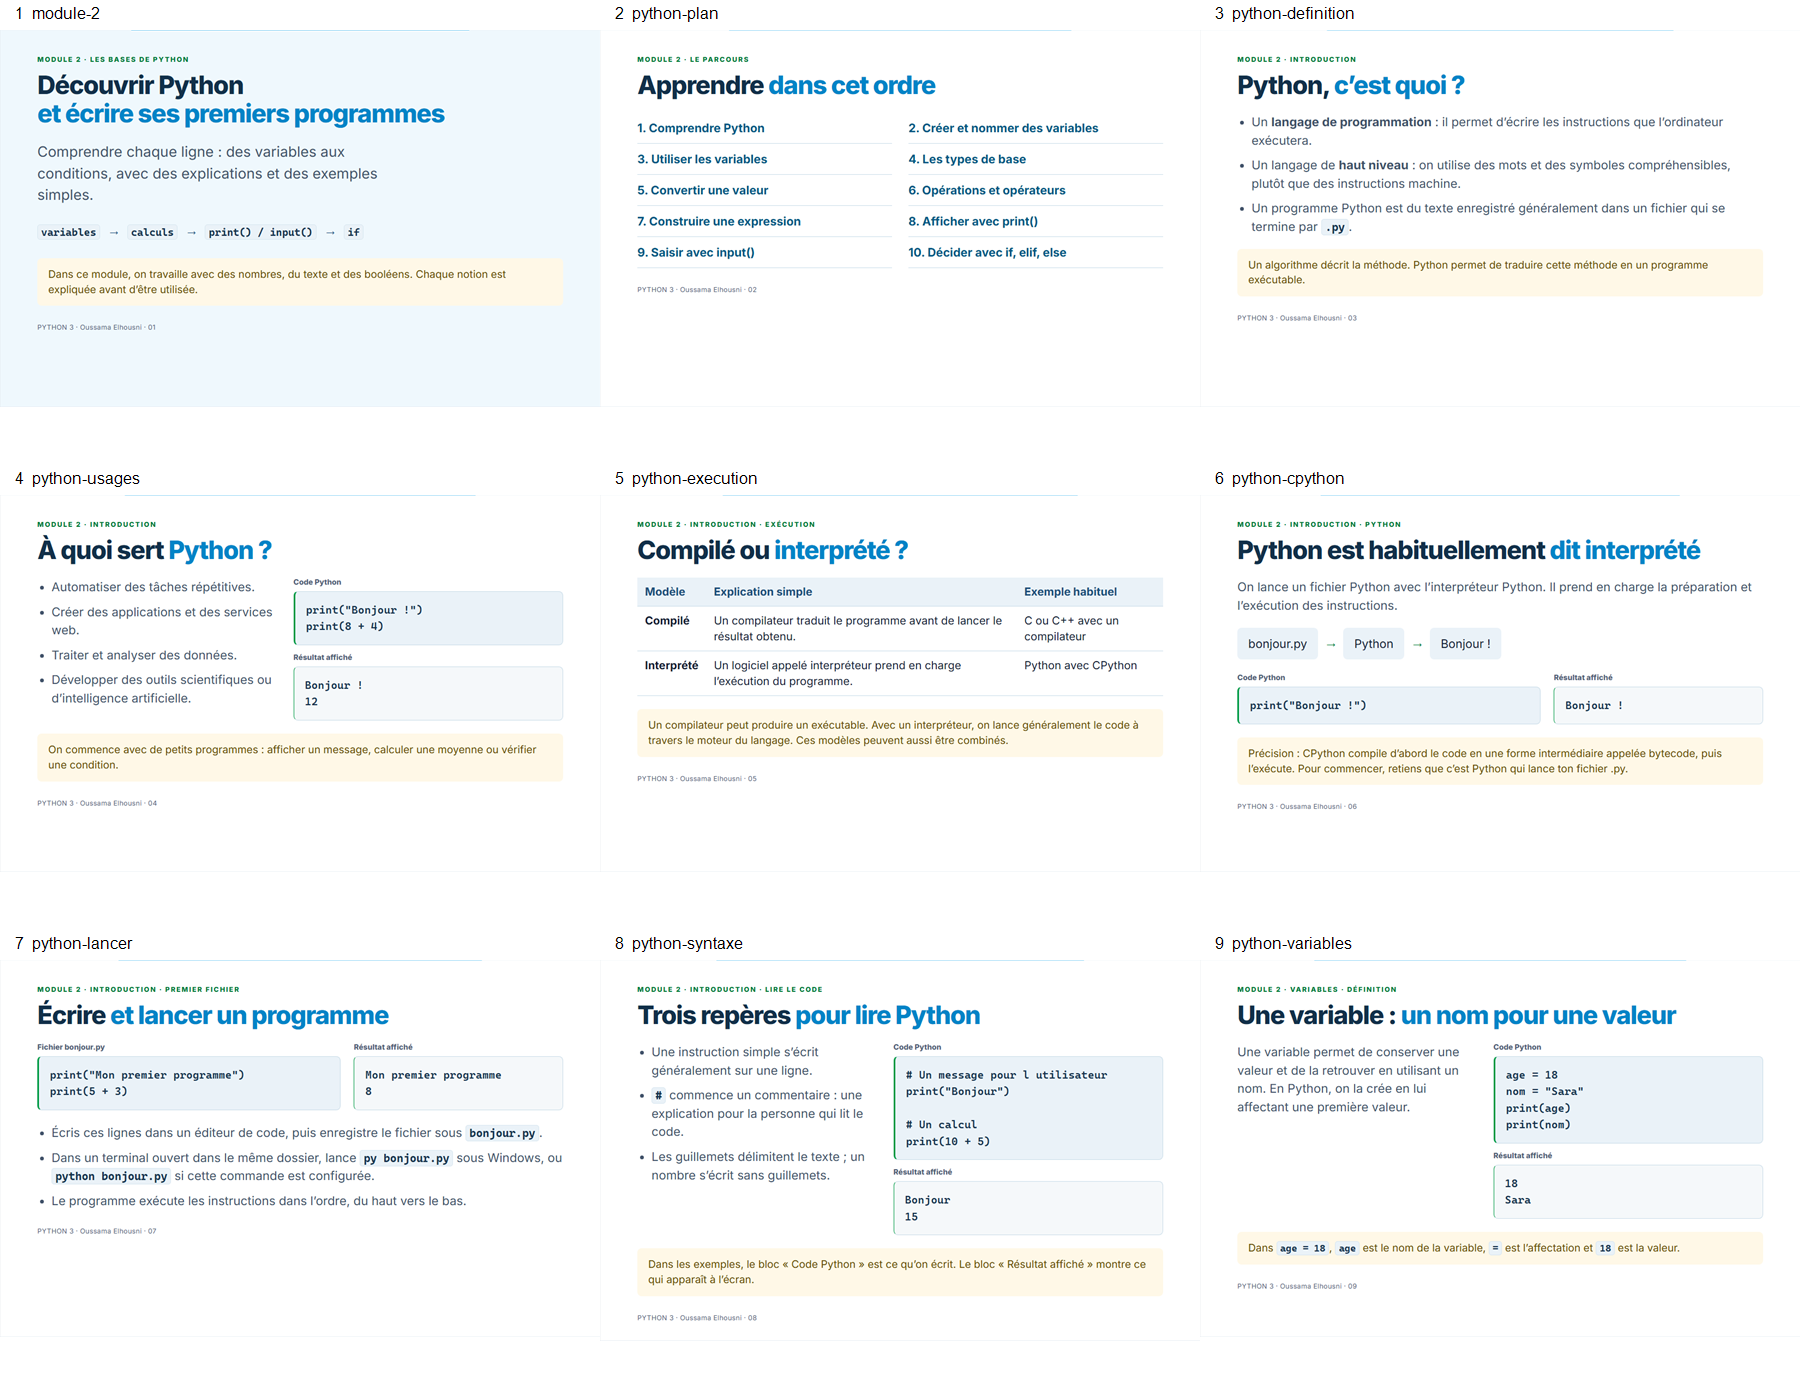 1 module-2
MODULE 2 · LES BASES DE PYTHON
Découvrir Python
et écrire ses premiers programmes
Comprendre chaque ligne : des variables aux
conditions, avec des explications et des exemples
simples.
variables → calculs → print() / input() → if
Dans ce module, on travaille avec des nombres, du texte et des booléens. Chaque notion est
expliquée avant d’être utilisée.
PYTHON 3 · Oussama Elhousni · 01
2 python-plan
MODULE 2 · LE PARCOURS
Apprendre dans cet ordre
1. Comprendre Python
2. Créer et nommer des variables
3. Utiliser les variables
4. Les types de base
5. Convertir une valeur
6. Opérations et opérateurs
7. Construire une expression
8. Afficher avec print()
9. Saisir avec input()
10. Décider avec if, elif, else
PYTHON 3 · Oussama Elhousni · 02
3 python-definition
MODULE 2 · INTRODUCTION
Python, c’est quoi ?
• Un langage de programmation : il permet d’écrire les instructions que l’ordinateur
exécutera.
• Un langage de haut niveau : on utilise des mots et des symboles compréhensibles,
plutôt que des instructions machine.
• Un programme Python est du texte enregistré généralement dans un fichier qui se
termine par .py.
Un algorithme décrit la méthode. Python permet de traduire cette méthode en un programme
exécutable.
PYTHON 3 · Oussama Elhousni · 03
4 python-usages
MODULE 2 · INTRODUCTION
À quoi sert Python ?
• Automatiser des tâches répétitives.
• Créer des applications et des services
web.
• Traiter et analyser des données.
• Développer des outils scientifiques ou
d’intelligence artificielle.
Code Python
print("Bonjour !")
print(8 + 4)
Résultat affiché
Bonjour !
12
On commence avec de petits programmes : afficher un message, calculer une moyenne ou vérifier
une condition.
PYTHON 3 · Oussama Elhousni · 04
5 python-execution
MODULE 2 · INTRODUCTION · EXÉCUTION
Compilé ou interprété ?
Modèle Explication simple Exemple habituel
Compilé Un compilateur traduit le programme avant de lancer le
résultat obtenu.
C ou C++ avec un
compilateur
Interprété Un logiciel appelé interpréteur prend en charge
l’exécution du programme.
Python avec CPython
Un compilateur peut produire un exécutable. Avec un interpréteur, on lance généralement le code à
travers le moteur du langage. Ces modèles peuvent aussi être combinés.
PYTHON 3 · Oussama Elhousni · 05
6 python-cpython
MODULE 2 · INTRODUCTION · PYTHON
Python est habituellement dit interprété
On lance un fichier Python avec l’interpréteur Python. Il prend en charge la préparation et
l’exécution des instructions.
bonjour.py → Python → Bonjour !
Code Python
print("Bonjour !")
Résultat affiché
Bonjour !
Précision : CPython compile d’abord le code en une forme intermédiaire appelée bytecode, puis
l’exécute. Pour commencer, retiens que c’est Python qui lance ton fichier .py.
PYTHON 3 · Oussama Elhousni · 06
7 python-lancer
MODULE 2 · INTRODUCTION · PREMIER FICHIER
Écrire et lancer un programme
Fichier bonjour.py
print("Mon premier programme")
print(5 + 3)
Résultat affiché
Mon premier programme
8
• Écris ces lignes dans un éditeur de code, puis enregistre le fichier sous bonjour.py.
• Dans un terminal ouvert dans le même dossier, lance py bonjour.py sous Windows, ou
python bonjour.py si cette commande est configurée.
• Le programme exécute les instructions dans l’ordre, du haut vers le bas.
PYTHON 3 · Oussama Elhousni · 07
8 python-syntaxe
MODULE 2 · INTRODUCTION · LIRE LE CODE
Trois repères pour lire Python
• Une instruction simple s’écrit
généralement sur une ligne.
• # commence un commentaire : une
explication pour la personne qui lit le
code.
• Les guillemets délimitent le texte ; un
nombre s’écrit sans guillemets.
Code Python
# Un message pour l utilisateur
print("Bonjour")
# Un calcul
print(10 + 5)
Résultat affiché
Bonjour
15
Dans les exemples, le bloc « Code Python » est ce qu’on écrit. Le bloc « Résultat affiché » montre ce
qui apparaît à l’écran.
PYTHON 3 · Oussama Elhousni · 08
9 python-variables
MODULE 2 · VARIABLES · DÉFINITION
Une variable : un nom pour une valeur
Une variable permet de conserver une
valeur et de la retrouver en utilisant un
nom. En Python, on la crée en lui
affectant une première valeur.
Code Python
age = 18
nom = "Sara"
print(age)
print(nom)
Résultat affiché
18
Sara
Dans age = 18, age est le nom de la variable, = est l’affectation et 18 est la valeur.
PYTHON 3 · Oussama Elhousni · 09